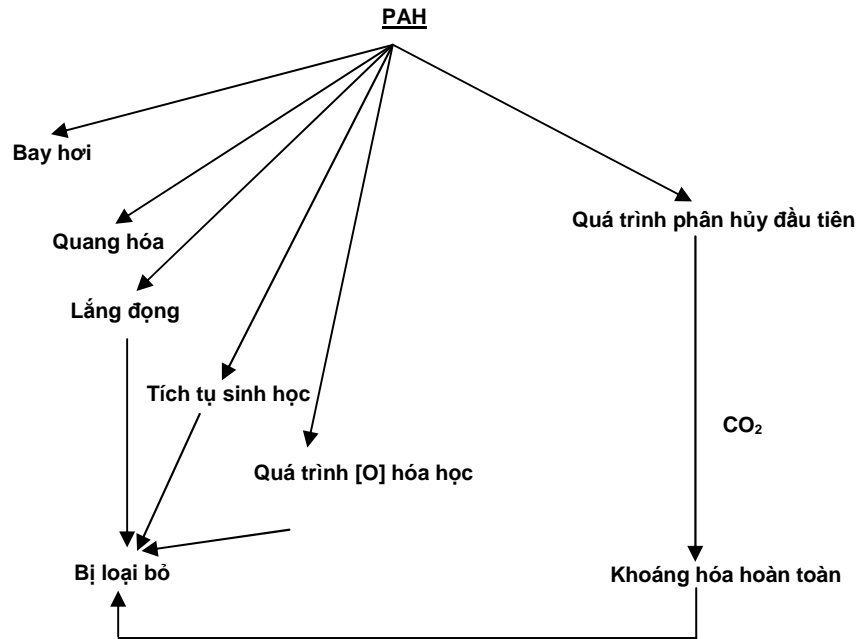 PAH
Bay hơi
Quá trình phân hủy đầu tiên
Quang hóa
Lắng đọng
Tích tụ sinh học
CO₂
Quá trình [O] hóa học
Bị loại bỏ
Khoáng hóa hoàn toàn